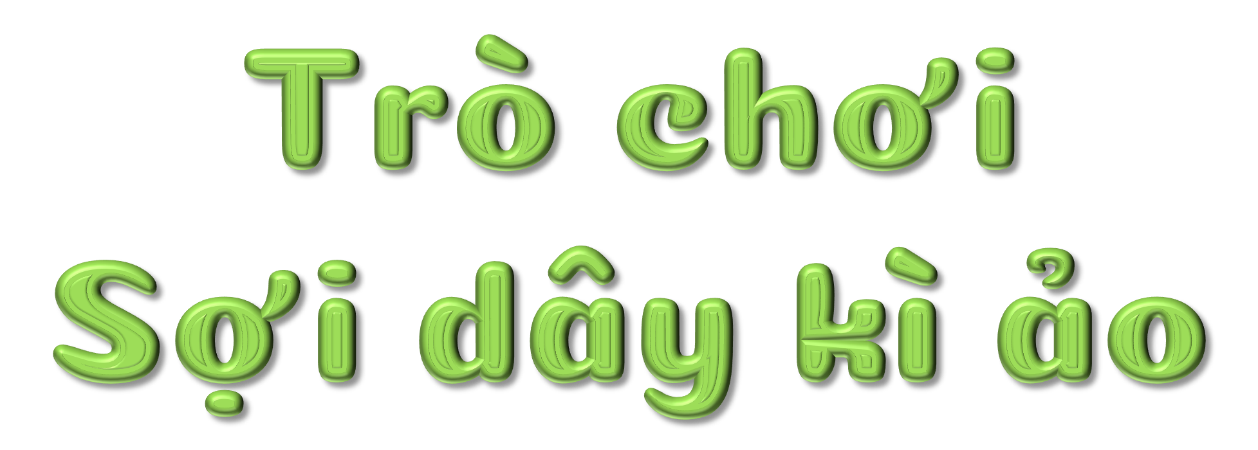 Trò chơi
Sợi dây kì ảo